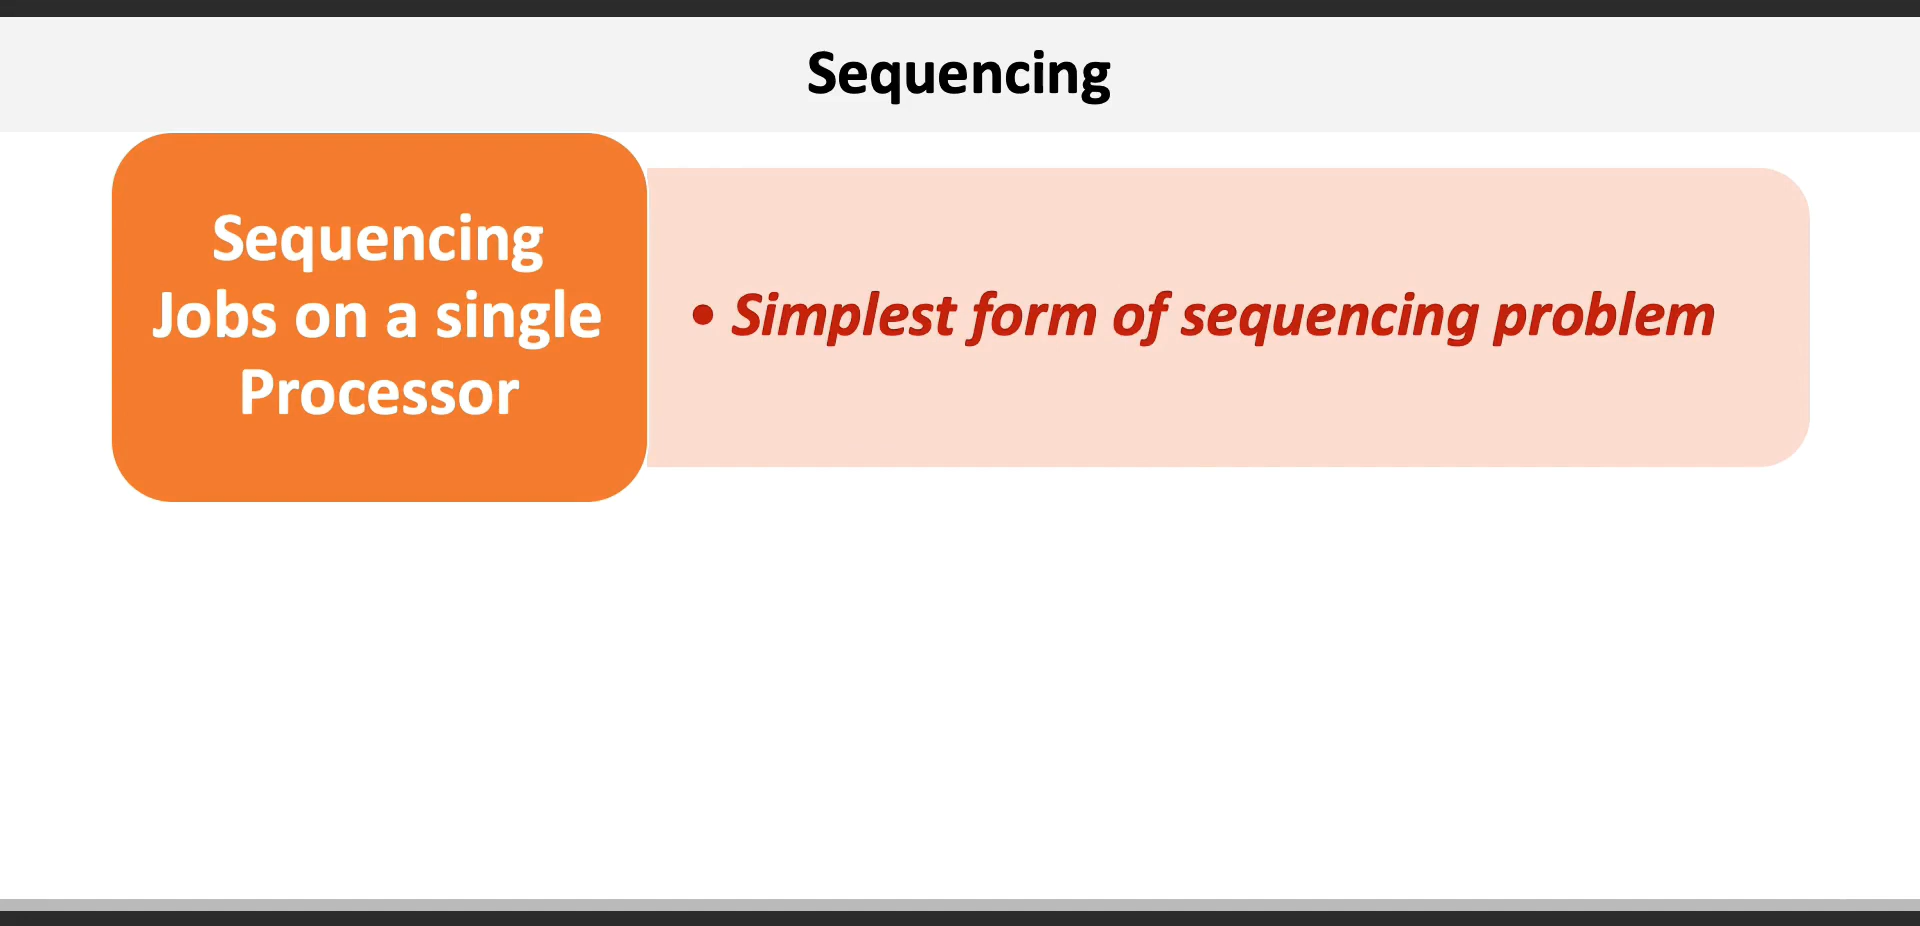 Sequencing
Sequencing
Jobs on a single
Processor
• Simplest form of sequencing problem